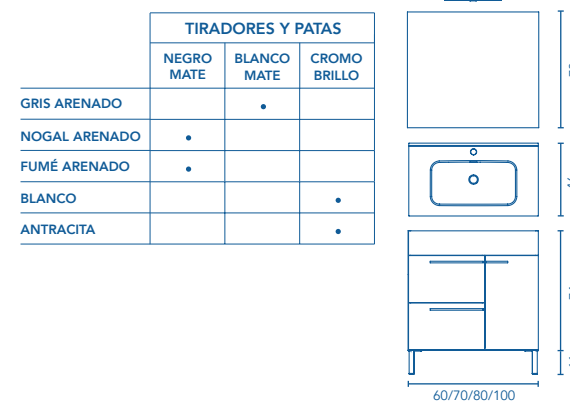 TIRADORES Y PATAS
NEGRO MATE
BLANCO MATE
CROMO BRILLO
GRIS ARENADO
•
NOGAL ARENADO
•
FUMÉ ARENADO
•
BLANCO
•
ANTRACITA
•
60/70/80/100